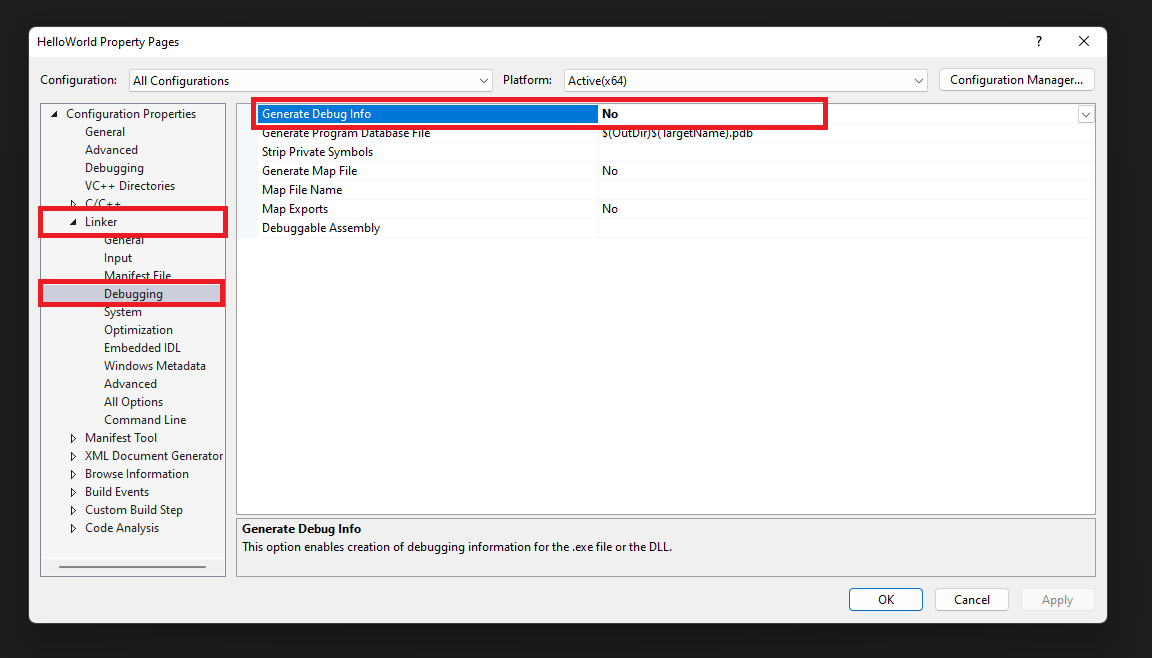 HelloWorld Property Pages
?
Configuration: All Configurations Platform: Active(x64) Configuration Manager...
Configuration Properties
General
Advanced
Debugging
VC++ Directories
C/C++
Linker
General
Input
Manifest File
Debugging
System
Optimization
Embedded IDL
Windows Metadata
Advanced
All Options
Command Line
Manifest Tool
XML Document Generator
Browse Information
Build Events
Custom Build Step
Code Analysis
Generate Debug Info No
Generate Program Database File $(OutDir)$(TargetName).pdb
Strip Private Symbols
Generate Map File No
Map File Name
Map Exports No
Debuggable Assembly
Generate Debug Info
This option enables creation of debugging information for the .exe file or the DLL.
OK Cancel Apply